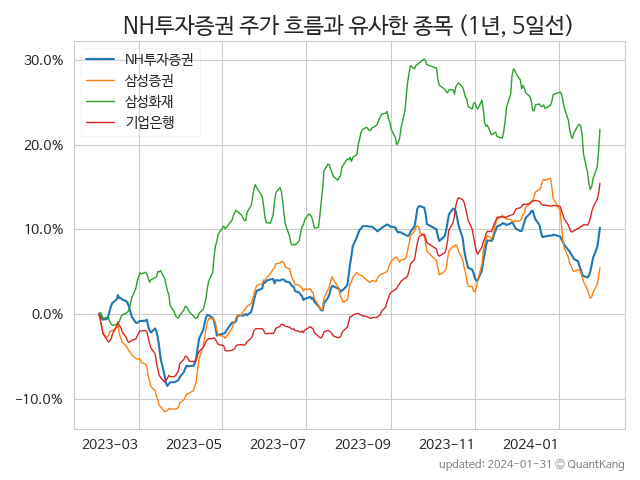 NH투자증권 주가 흐름과 유사한 종목 (1년, 5일선)
NH투자증권
삼성증권
삼성화재
기업은행
30.0%
20.0%
10.0%
0.0%
−10.0%
2023-03 2023-05 2023-07 2023-09 2023-11 2024-01
updated: 2024-01-31 © QuantKang